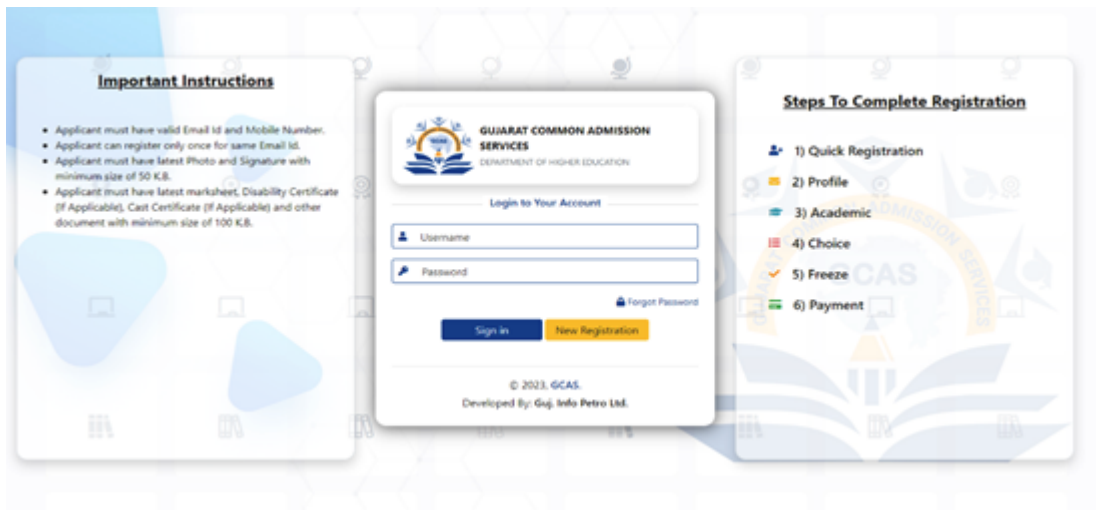 Important Instructions
Applicant must have valid Email Id and Mobile Number.
Applicant can register only once for same Email Id.
Applicant must have latest Photo and Signature with
minimum size of 50 K.B.
Applicant must have latest marksheet, Disability Certificate
(If Applicable), Cast Certificate (If Applicable) and other
document with minimum size of 100 K.B.
GCAS
GUJARAT COMMON ADMISSION
SERVICES
DEPARTMENT OF HIGHER EDUCATION
Login to Your Account
Username
Password
Forgot Password
Sign in
New Registration
© 2023, GCAS.
Developed By: Guj. Info Petro Ltd.
Steps To Complete Registration
1) Quick Registration
2) Profile
3) Academic
4) Choice
5) Freeze
6) Payment
GUJARAT COMMON ADMISSION SERVICES
GCAS